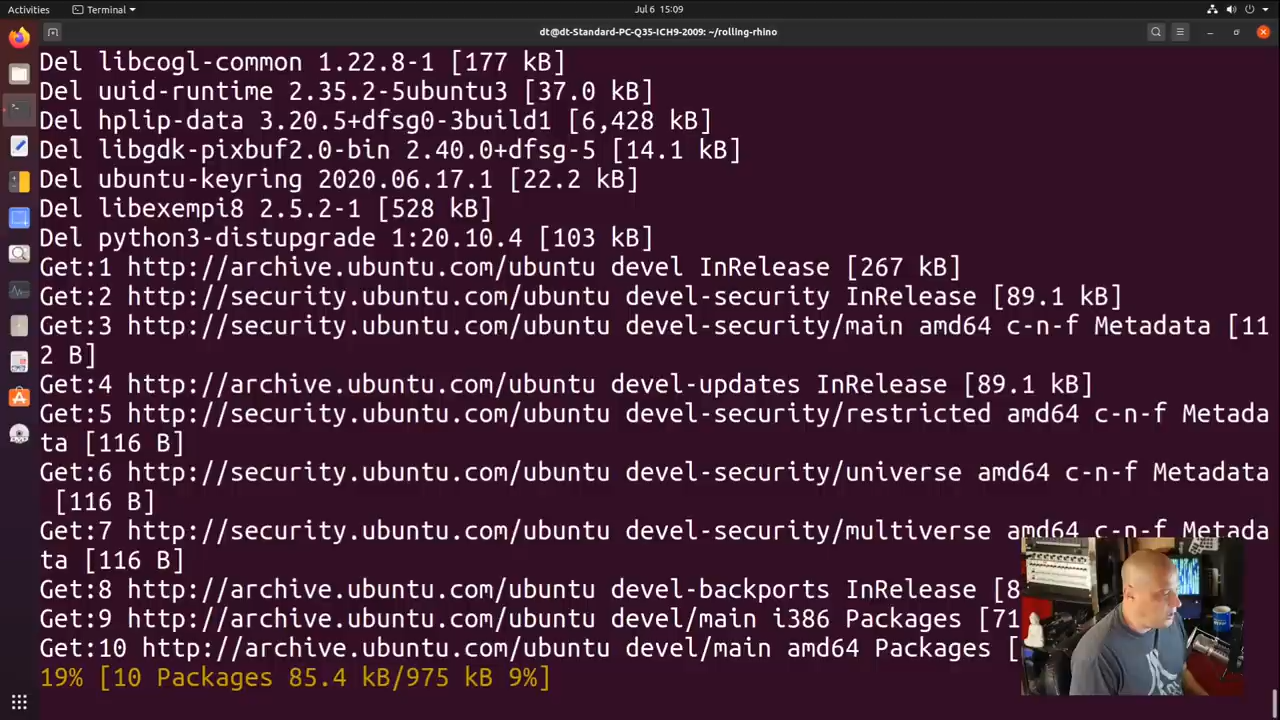 Activities
Terminal
Jul 6 15:09
dt@dt-Standard-PC-Q35-ICH9-2009: ~/rolling-rhino
Del libcogl-common 1.22.8-1 [177 kB]
Del uuid-runtime 2.35.2-5ubuntu3 [37.0 kB]
Del hplip-data 3.20.5+dfsg0-3build1 [6,428 kB]
Del libgdk-pixbuf2.0-bin 2.40.0+dfsg-5 [14.1 kB]
Del ubuntu-keyring 2020.06.17.1 [22.2 kB]
Del libexempi8 2.5.2-1 [528 kB]
Del python3-distupgrade 1:20.10.4 [103 kB]
Get:1 http://archive.ubuntu.com/ubuntu devel InRelease [267 kB]
Get:2 http://security.ubuntu.com/ubuntu devel-security InRelease [89.1 kB]
Get:3 http://security.ubuntu.com/ubuntu devel-security/main amd64 c-n-f Metadata [11
2 B]
Get:4 http://archive.ubuntu.com/ubuntu devel-updates InRelease [89.1 kB]
Get:5 http://security.ubuntu.com/ubuntu devel-security/restricted amd64 c-n-f Metada
ta [116 B]
Get:6 http://security.ubuntu.com/ubuntu devel-security/universe amd64 c-n-f Metadata
[116 B]
Get:7 http://security.ubuntu.com/ubuntu devel-security/multiverse amd64 c-n-f Metada
ta [116 B]
Get:8 http://archive.ubuntu.com/ubuntu devel-backports InRelease [8
Get:9 http://archive.ubuntu.com/ubuntu devel/main i386 Packages [71
Get:10 http://archive.ubuntu.com/ubuntu devel/main amd64 Packages [
19% [10 Packages 85.4 kB/975 kB 9%]